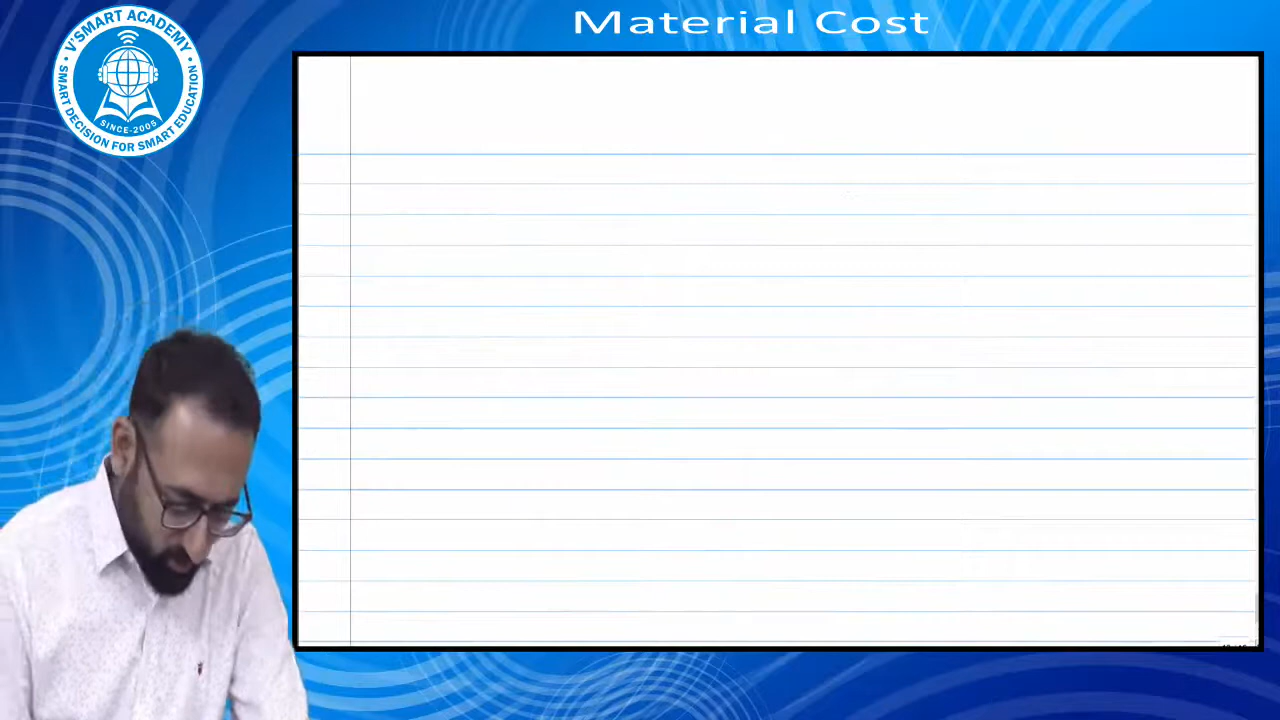 Material Cost
V'SMART ACADEMY
SINCE-2005
SMART DECISION FOR SMART EDUCATION